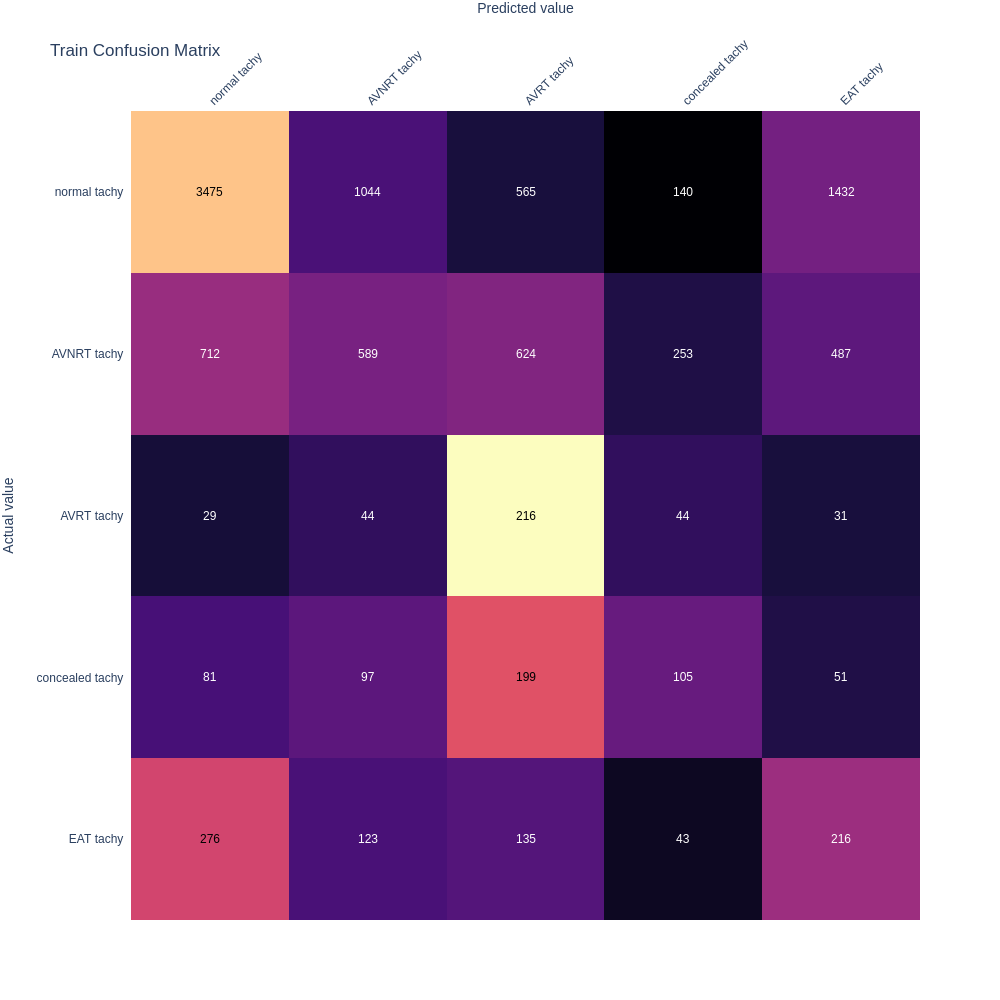 Predicted value
Train Confusion Matrix
normal tachy
AVNRT tachy
AVRT tachy
concealed tachy
EAT tachy
normal tachy 3475 1044 565 140 1432
AVNRT tachy 712 589 624 253 487
Actual value
AVRT tachy 29 44 216 44 31
concealed tachy 81 97 199 105 51
EAT tachy 276 123 135 43 216